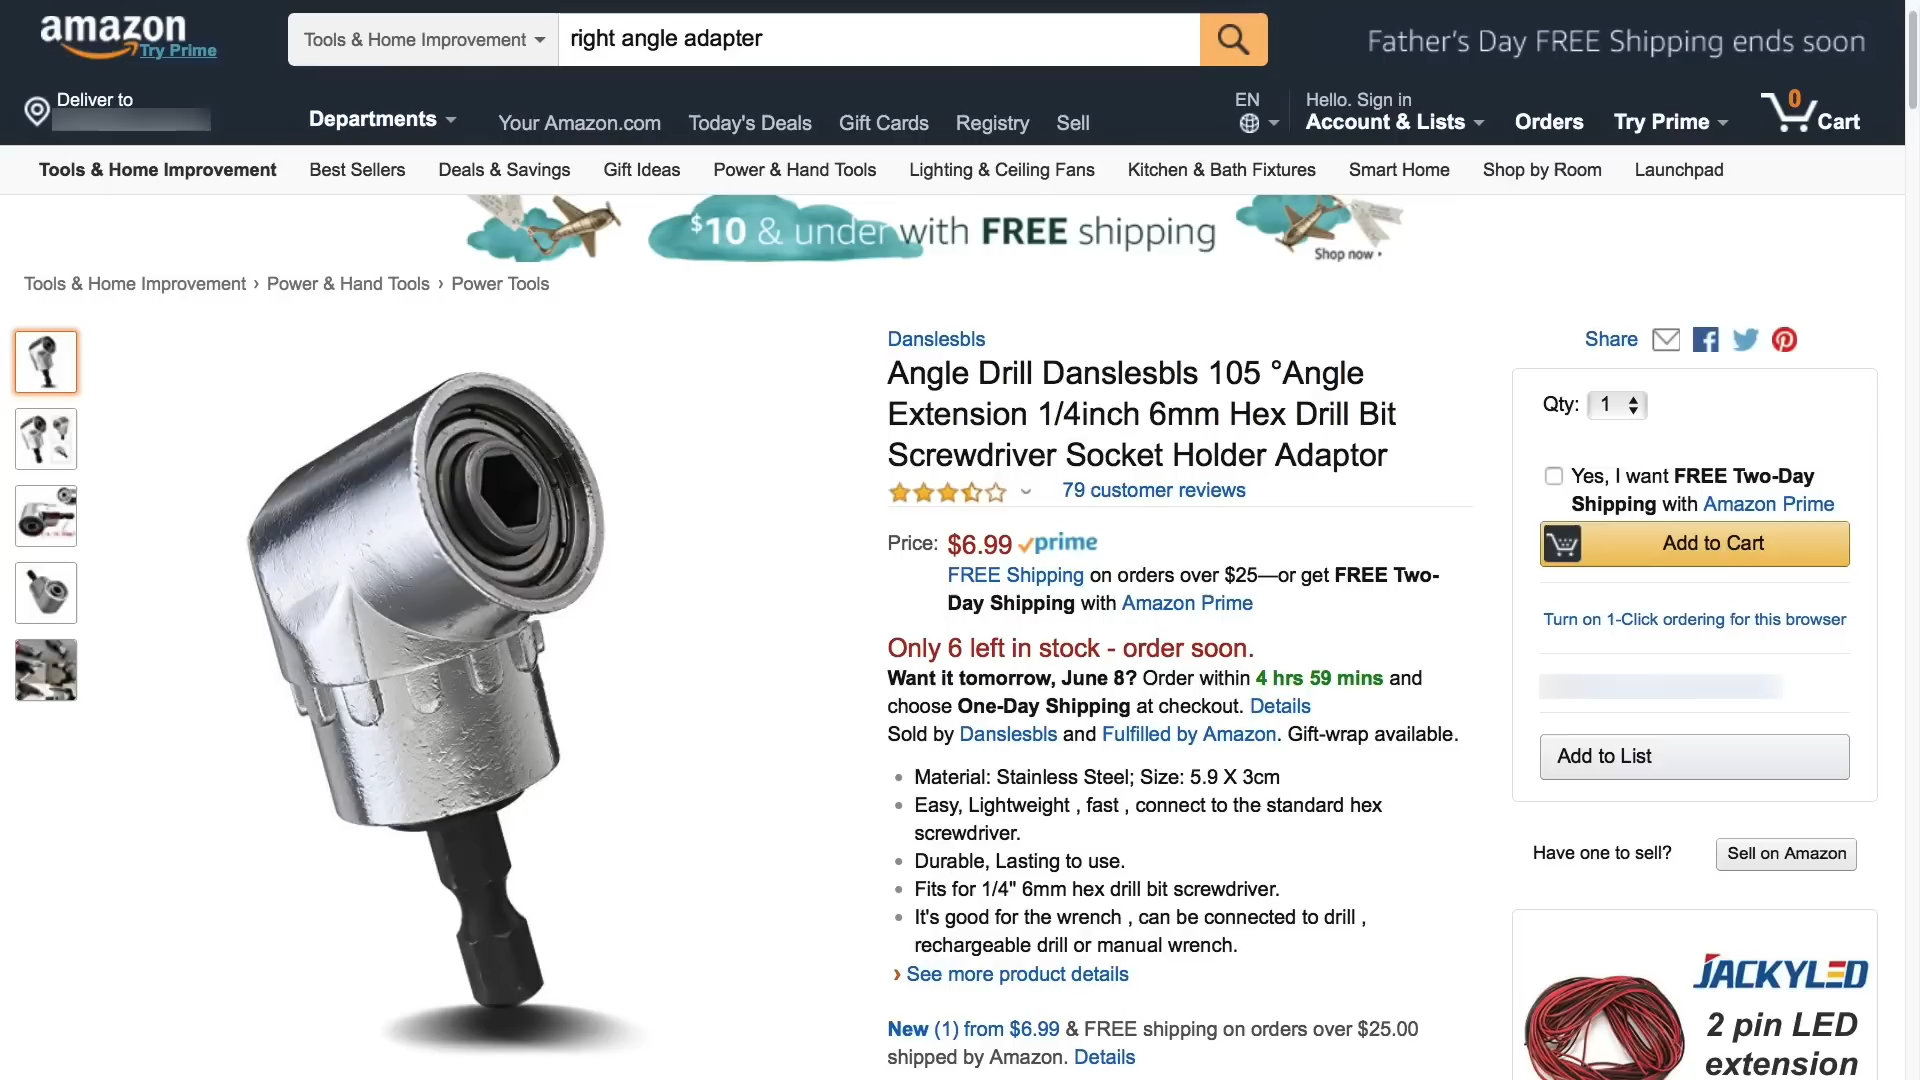 amazon
Try Prime
Tools & Home Improvement
right angle adapter
Father's Day FREE Shipping ends soon
Deliver to
Departments
Your Amazon.com
Today's Deals
Gift Cards
Registry
Sell
EN
Hello. Sign in
Account & Lists
Orders
Try Prime
0
Cart
Tools & Home Improvement
Best Sellers
Deals & Savings
Gift Ideas
Power & Hand Tools
Lighting & Ceiling Fans
Kitchen & Bath Fixtures
Smart Home
Shop by Room
Launchpad
$10 & under with FREE shipping
Shop now
Tools & Home Improvement › Power & Hand Tools › Power Tools
Danslesbls
Angle Drill Danslesbls 105 °Angle
Extension 1/4inch 6mm Hex Drill Bit
Screwdriver Socket Holder Adaptor
79 customer reviews
Price: $6.99 prime
FREE Shipping on orders over $25—or get FREE Two-
Day Shipping with Amazon Prime
Only 6 left in stock - order soon.
Want it tomorrow, June 8? Order within 4 hrs 59 mins and
choose One-Day Shipping at checkout. Details
Sold by Danslesbls and Fulfilled by Amazon. Gift-wrap available.
Material: Stainless Steel; Size: 5.9 X 3cm
Easy, Lightweight , fast , connect to the standard hex
screwdriver.
Durable, Lasting to use.
Fits for 1/4" 6mm hex drill bit screwdriver.
It's good for the wrench , can be connected to drill ,
rechargeable drill or manual wrench.
› See more product details
New (1) from $6.99 & FREE shipping on orders over $25.00
shipped by Amazon. Details
Share
Qty: 1
Yes, I want FREE Two-Day
Shipping with Amazon Prime
Add to Cart
Turn on 1-Click ordering for this browser
Add to List
Have one to sell?
Sell on Amazon
JACKYLED
2 pin LED
extension